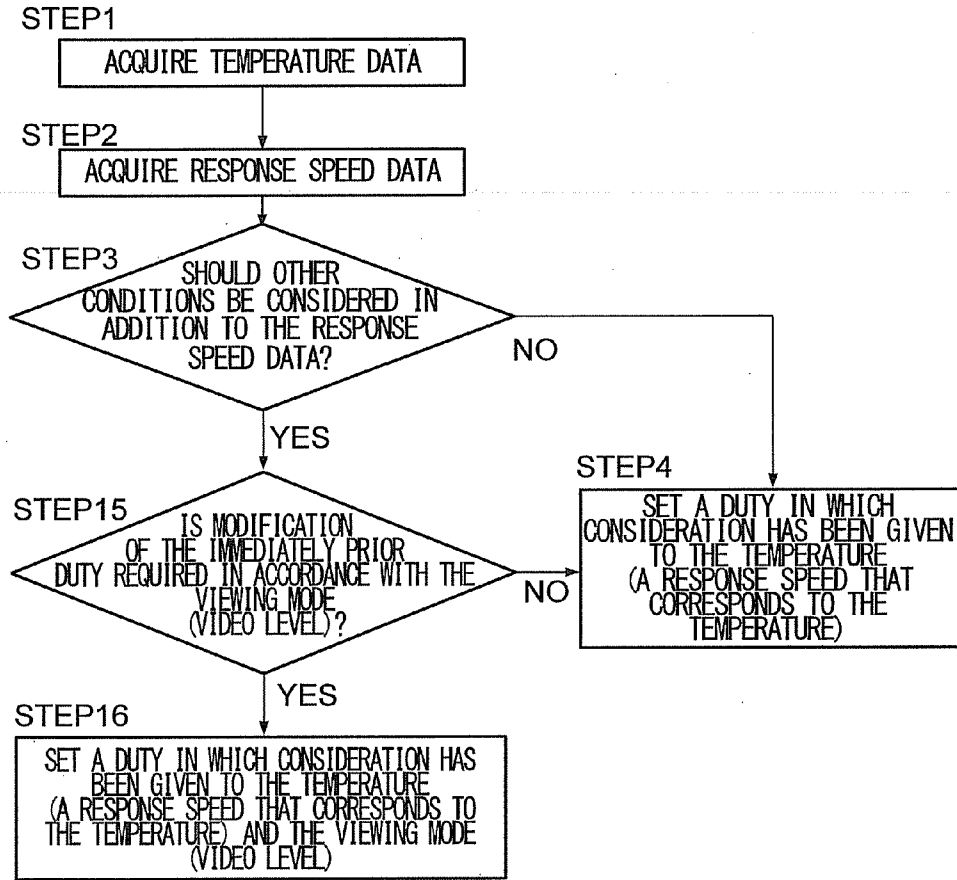 STEP1
ACQUIRE TEMPERATURE DATA
STEP2
ACQUIRE RESPONSE SPEED DATA
STEP3
SHOULD OTHER
CONDITIONS BE CONSIDERED IN
ADDITION TO THE RESPONSE
SPEED DATA?
NO
YES
STEP4
SET A DUTY IN WHICH
CONSIDERATION HAS BEEN GIVEN
TO THE TEMPERATURE
(A RESPONSE SPEED THAT
CORRESPONDS TO THE
TEMPERATURE)
STEP15
IS MODIFICATION
OF THE IMMEDIATELY PRIOR
DUTY REQUIRED IN ACCORDANCE WITH THE
VIEWING MODE
(VIDEO LEVEL)?
NO
YES
STEP16
SET A DUTY IN WHICH CONSIDERATION HAS
BEEN GIVEN TO THE TEMPERATURE
(A RESPONSE SPEED THAT CORRESPONDS TO
THE TEMPERATURE) AND THE VIEWING MODE
(VIDEO LEVEL)